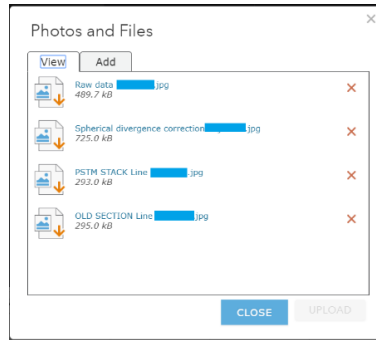 Photos and Files
View Add
Raw data .jpg
489.7 kB
Spherical divergence correction .jpg
725.0 kB
PSTM STACK Line .jpg
293.0 kB
OLD SECTION Line .jpg
295.0 kB
CLOSE UPLOAD